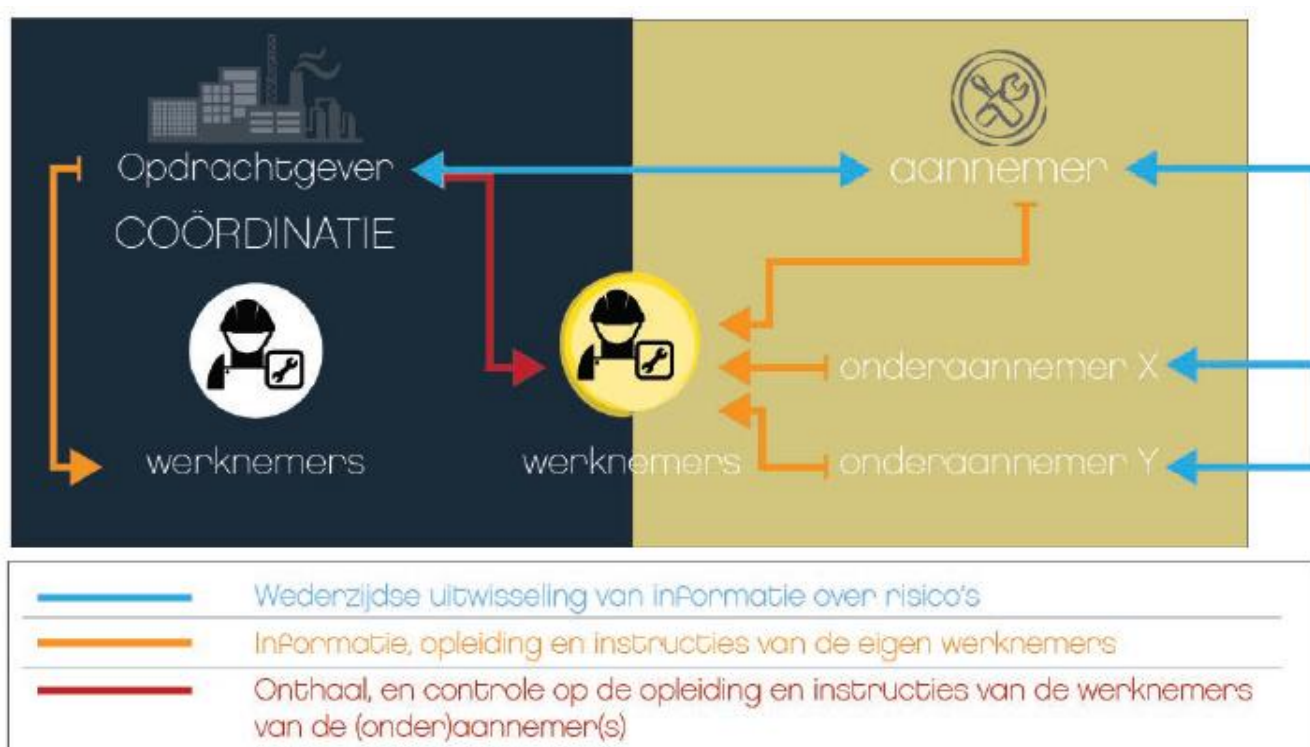 Opdrachtgever
aannemer
COÖRDINATIE
onderaannemer X
werknemers
werknemers
onderaannemer Y
Wederzijdse uitwisseling van informatie over risico's
Informatie, opleiding en instructies van de eigen werknemers
Onthaal, en controle op de opleiding en instructies van de werknemers
van de (onder)aannemer(s)